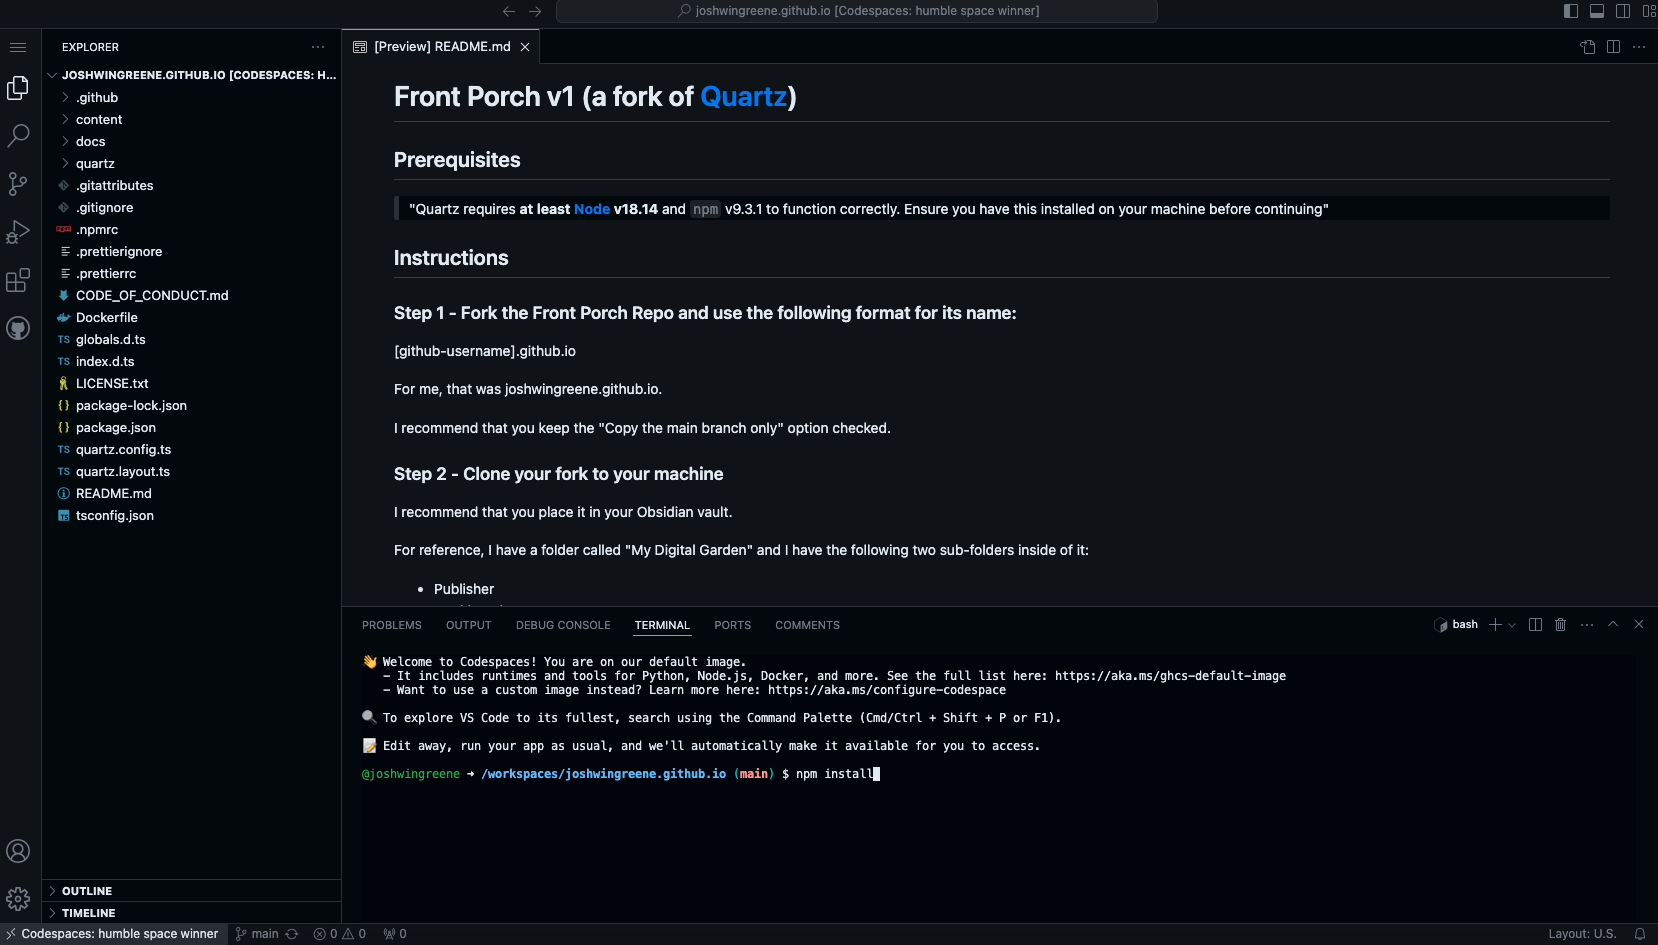 joshwingreene.github.io [Codespaces: humble space winner]
EXPLORER
JOSHWINGREENE.GITHUB.IO [CODESPACES: H...
.github
content
docs
quartz
.gitattributes
.gitignore
.npmrc
.prettierignore
.prettierrc
CODE_OF_CONDUCT.md
Dockerfile
TS globals.d.ts
TS index.d.ts
LICENSE.txt
{} package-lock.json
{} package.json
TS quartz.config.ts
TS quartz.layout.ts
README.md
TS tsconfig.json
OUTLINE
TIMELINE
[Preview] README.md
Front Porch v1 (a fork of Quartz)
Prerequisites
"Quartz requires at least Node v18.14 and npm v9.3.1 to function correctly. Ensure you have this installed on your machine before continuing"
Instructions
Step 1 - Fork the Front Porch Repo and use the following format for its name:
[github-username].github.io
For me, that was joshwingreene.github.io.
I recommend that you keep the "Copy the main branch only" option checked.
Step 2 - Clone your fork to your machine
I recommend that you place it in your Obsidian vault.
For reference, I have a folder called "My Digital Garden" and I have the following two sub-folders inside of it:
• Publisher
PROBLEMS OUTPUT DEBUG CONSOLE TERMINAL PORTS COMMENTS
bash
👋 Welcome to Codespaces! You are on our default image.
- It includes runtimes and tools for Python, Node.js, Docker, and more. See the full list here: https://aka.ms/ghcs-default-image
- Want to use a custom image instead? Learn more here: https://aka.ms/configure-codespace
🔍 To explore VS Code to its fullest, search using the Command Palette (Cmd/Ctrl + Shift + P or F1).
📝 Edit away, run your app as usual, and we'll automatically make it available for you to access.
@joshwingreene ➜ /workspaces/joshwingreene.github.io (main) $ npm install
Codespaces: humble space winner main 0 0 0 Layout: U.S.